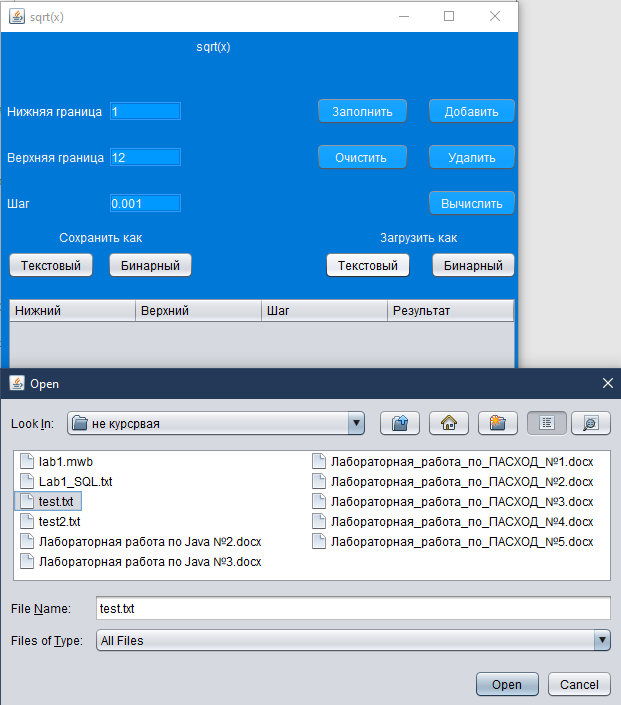 sqrt(x)
sqrt(x)
Нижняя граница 1 Заполнить Добавить
Верхняя граница 12 Очистить Удалить
Шаг 0.001 Вычислить
Сохранить как Загрузить как
Текстовый Бинарный Текстовый Бинарный
Нижний Верхний Шаг Результат
Open
Look In: не курсрвая
lab1.mwb
Lab1_SQL.txt
test.txt
test2.txt
Лабораторная работа по Java №2.docx
Лабораторная работа по Java №3.docx
Лабораторная_работа_по_ПАСХОД_№1.docx
Лабораторная_работа_по_ПАСХОД_№2.docx
Лабораторная_работа_по_ПАСХОД_№3.docx
Лабораторная_работа_по_ПАСХОД_№4.docx
Лабораторная_работа_по_ПАСХОД_№5.docx
File Name: test.txt
Files of Type: All Files
Open Cancel